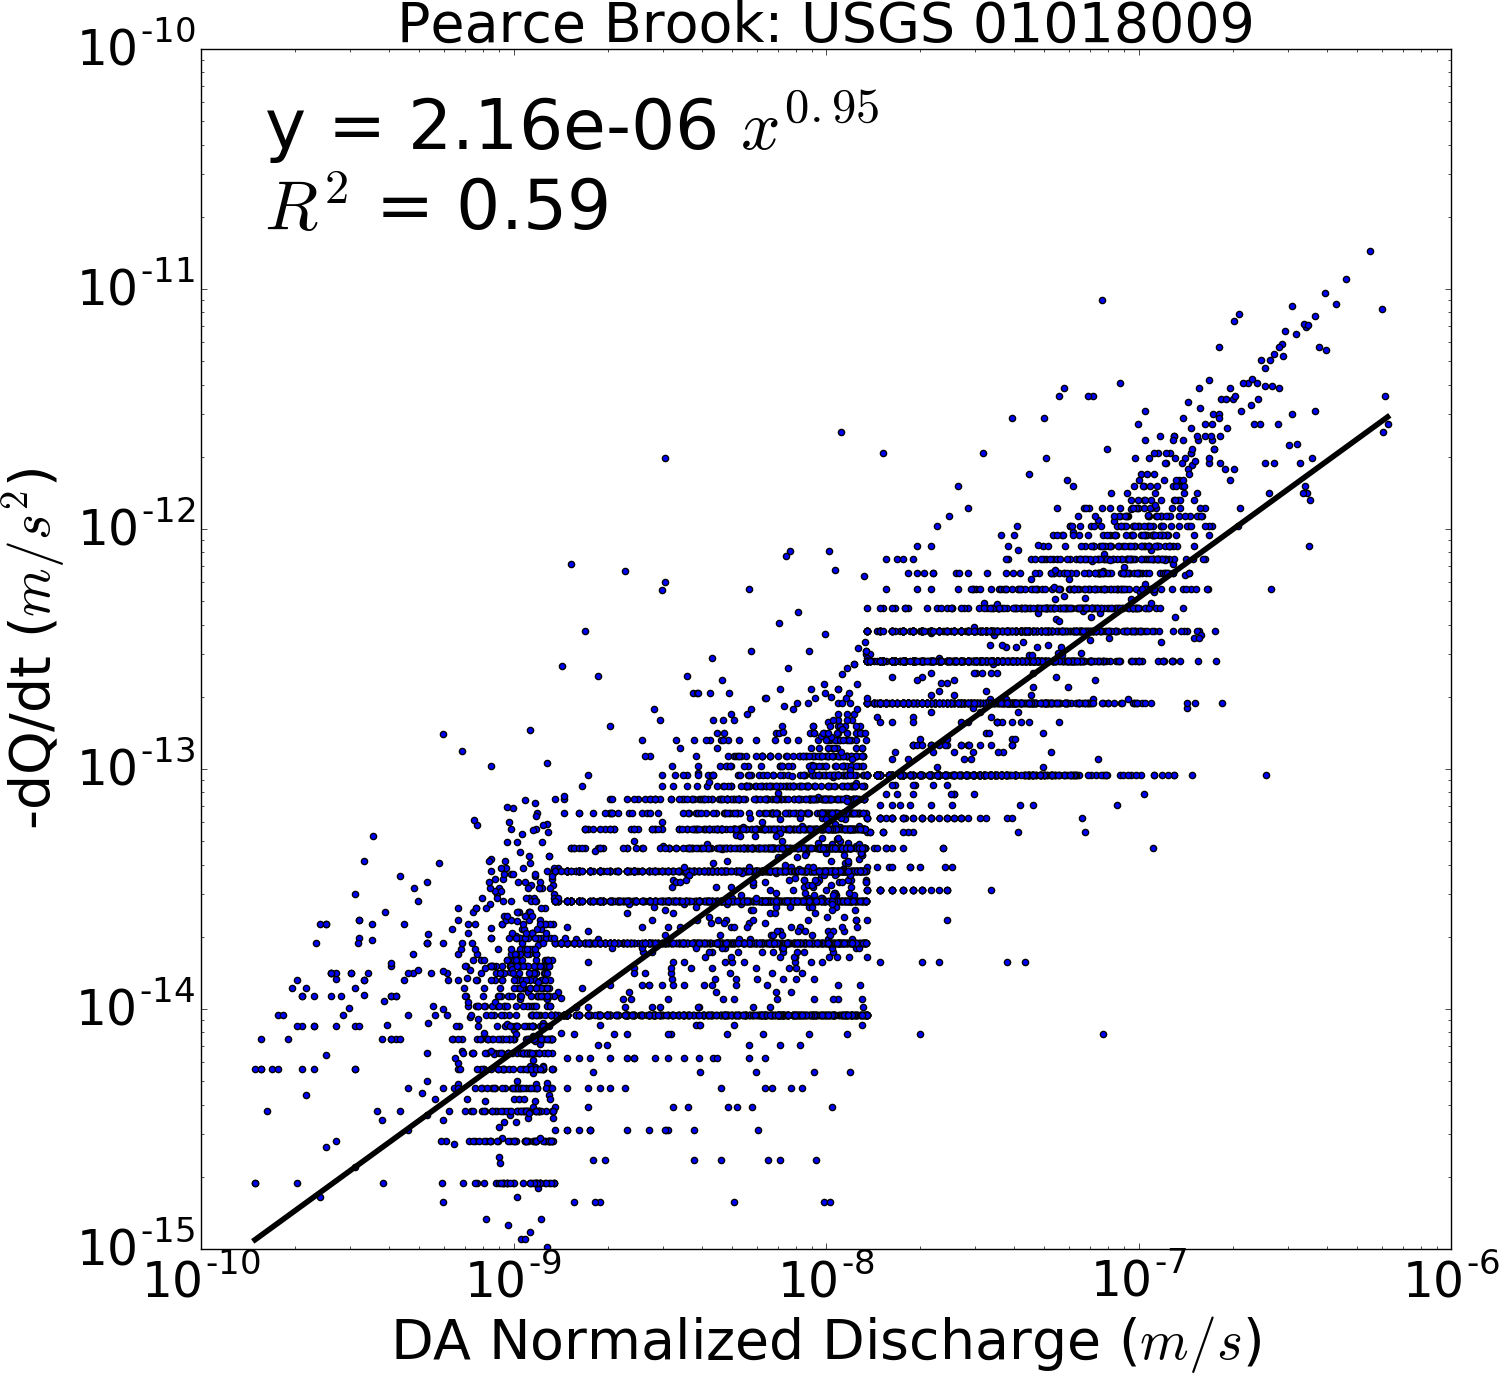 Pearce Brook: USGS 01018009
y = 2.16e-06 x^0.95
R^2 = 0.59
10^-10
10^-11
10^-12
10^-13
10^-14
10^-15
-dQ/dt (m/s^2)
10^-10 10^-9 10^-8 10^-7 10^-6
DA Normalized Discharge (m/s)